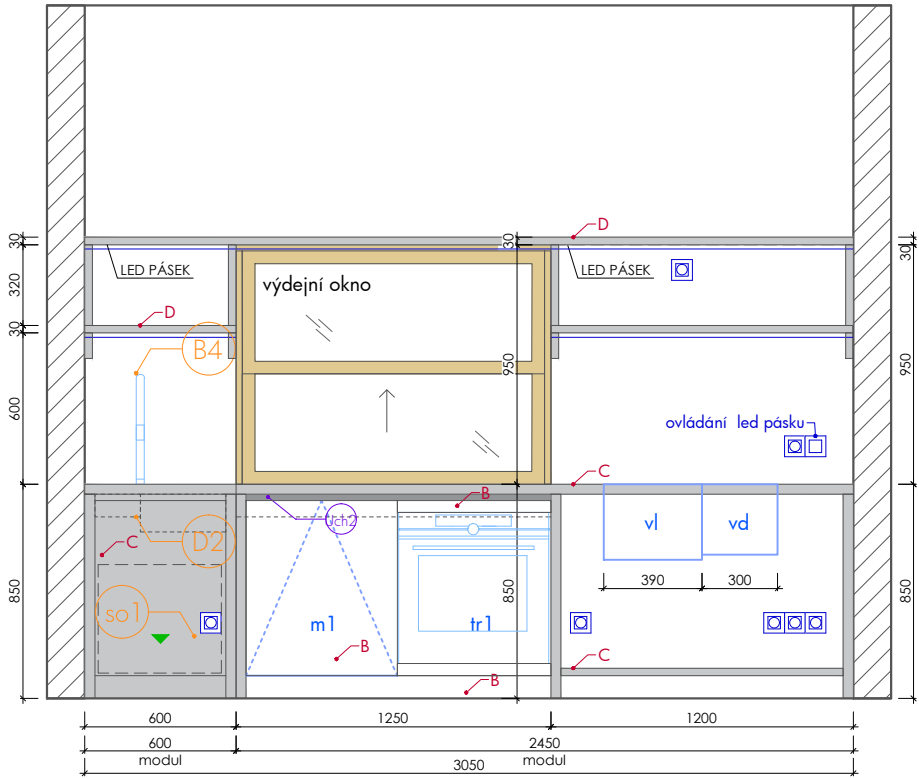 D
30
30
30
LED PÁSEK
LED PÁSEK
320
výdejní okno
D
30
B4
950
950
600
ovládání led pásku
C
B
Úch2
vl
vd
D2
C
390
300
850
850
850
so1
m1
tr1
B
C
B
600
1250
1200
600
2450
modul
modul
3050